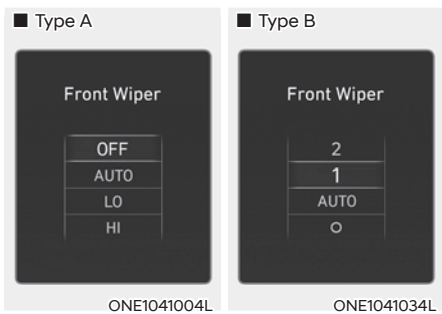 ■ Type A
Front Wiper
OFF
AUTO
LO
HI
ONE1041004L
■ Type B
Front Wiper
2
1
AUTO
O
ONE1041034L